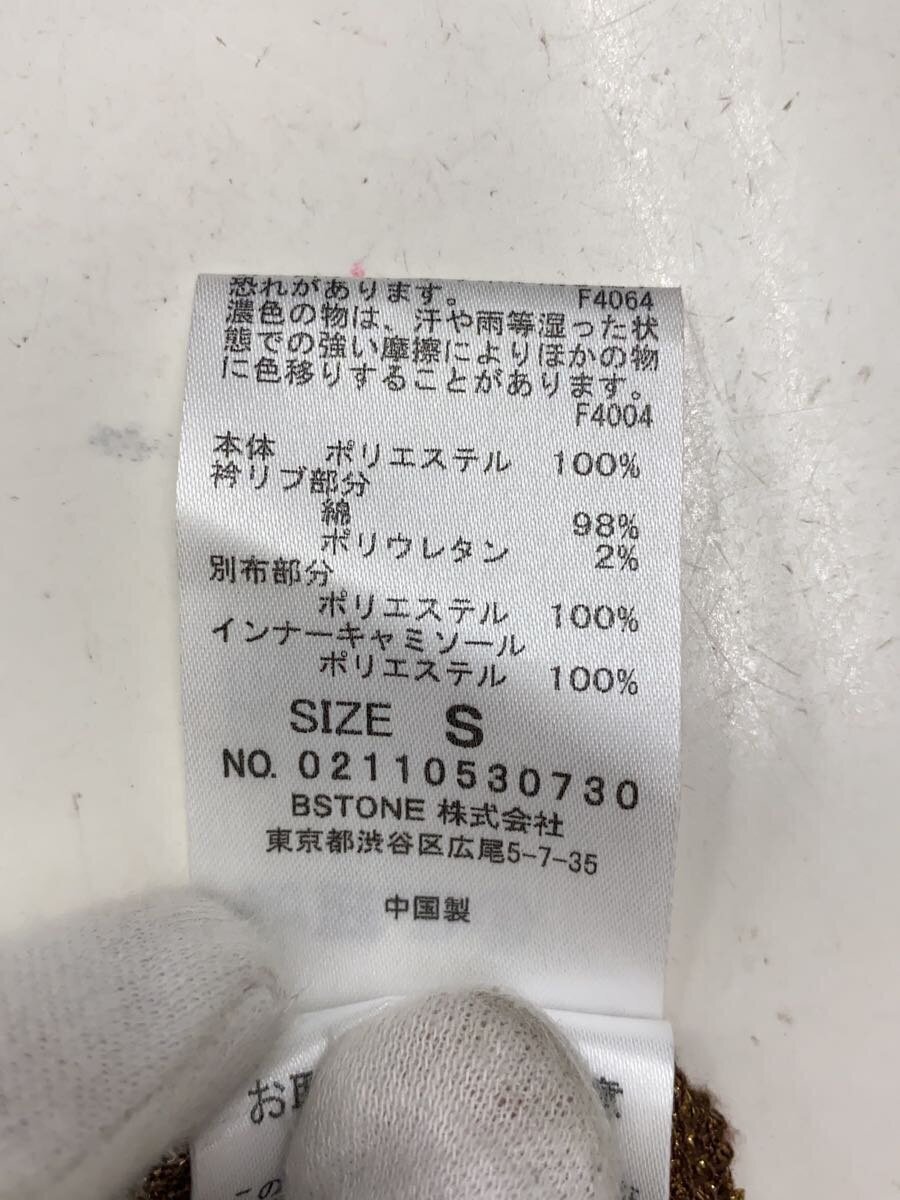 恐れがあります。 F4064
濃色の物は、汗や雨等湿った状
態での強い摩擦によりほかの物
に色移りすることがあります。
F4004
本体 ポリエステル 100%
衿リブ部分
綿 98%
ポリウレタン 2%
別布部分
ポリエステル 100%
インナーキャミソール
ポリエステル 100%
SIZE S
NO. 02110530730
BSTONE 株式会社
東京都渋谷区広尾5-7-35
中国製
お
意